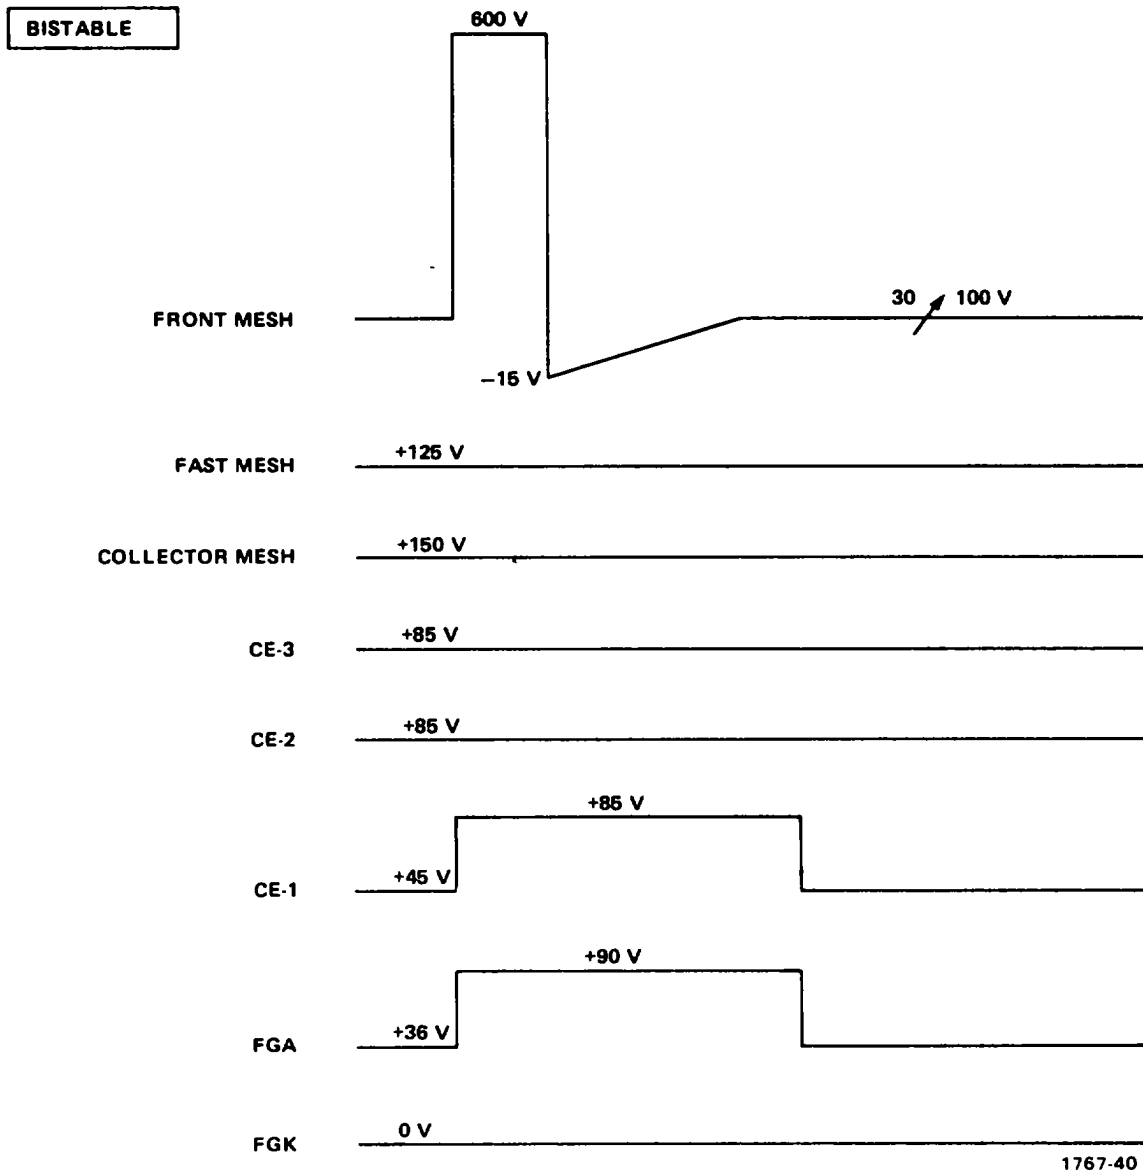 BISTABLE
600 V
FRONT MESH
30 100 V
−15 V
FAST MESH
+125 V
COLLECTOR MESH
+150 V
CE-3
+85 V
CE-2
+85 V
+85 V
CE-1
+45 V
+90 V
FGA
+36 V
FGK
0 V
1767-40